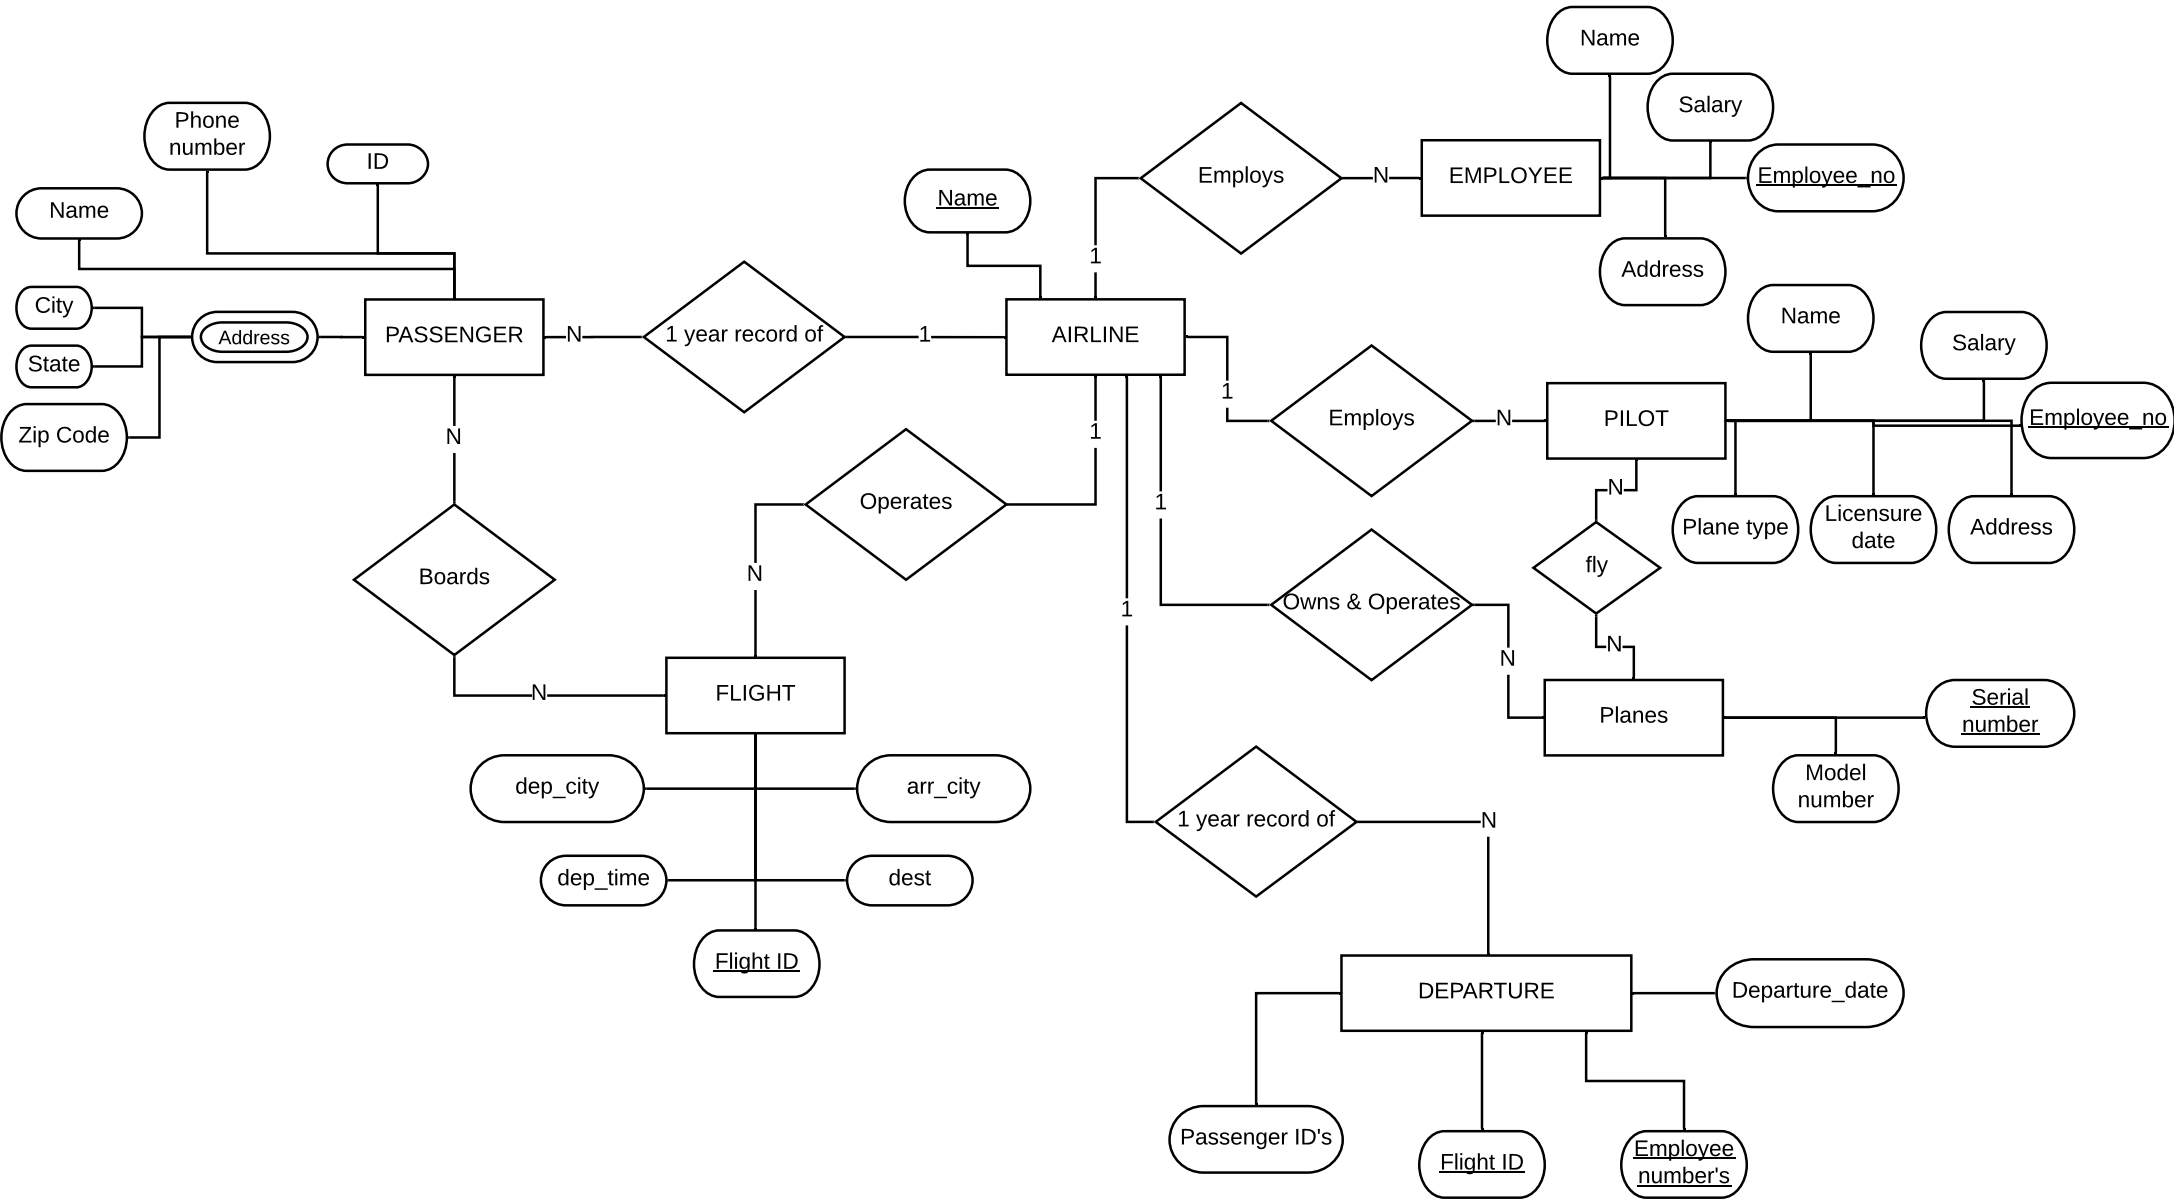 Name
Salary
Employee_no
EMPLOYEE
Address
Employs
N
1
Phone
number
ID
Name
Name
City
State
Zip Code
Address
PASSENGER
N
1 year record of
1
AIRLINE
1
Employs
N
PILOT
Name
Salary
Employee_no
Plane type
Licensure
date
Address
N
fly
N
N
Boards
N
Operates
1
N
1
1
Owns & Operates
N
Planes
Serial
number
Model
number
FLIGHT
dep_city
arr_city
dep_time
dest
Flight ID
1 year record of
N
DEPARTURE
Departure_date
Passenger ID's
Flight ID
Employee
number's